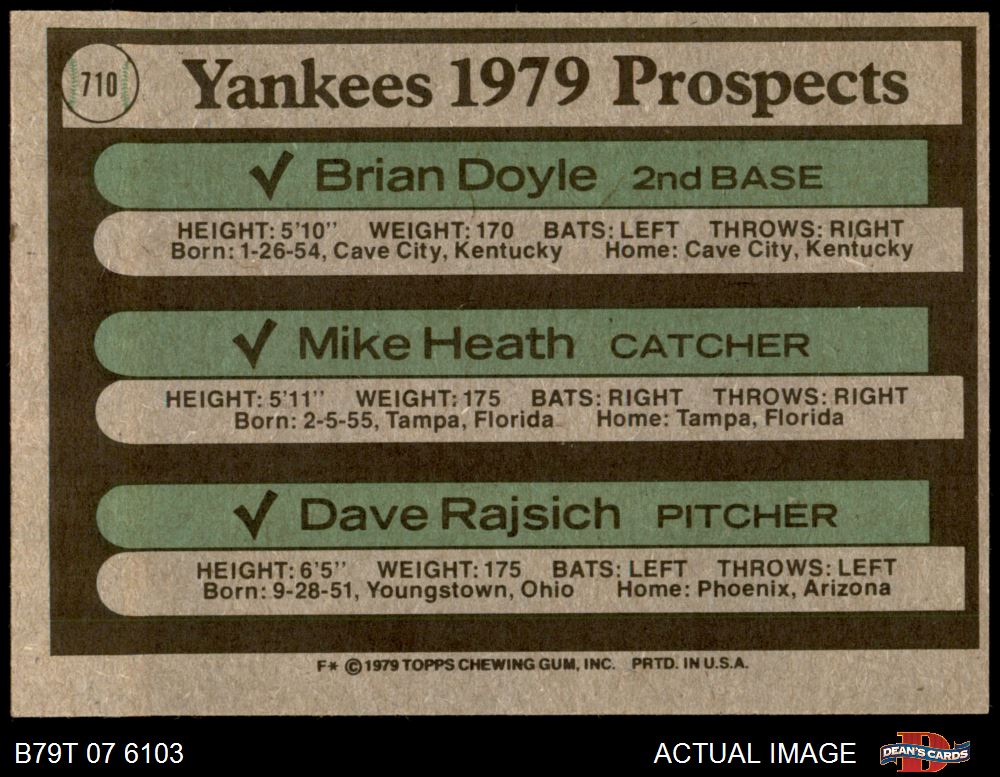 710
Yankees 1979 Prospects
✓ Brian Doyle 2nd BASE
HEIGHT: 5'10" WEIGHT: 170 BATS: LEFT THROWS: RIGHT
Born: 1-26-54, Cave City, Kentucky Home: Cave City, Kentucky
✓ Mike Heath CATCHER
HEIGHT: 5'11" WEIGHT: 175 BATS: RIGHT THROWS: RIGHT
Born: 2-5-55, Tampa, Florida Home: Tampa, Florida
✓ Dave Rajsich PITCHER
HEIGHT: 6'5" WEIGHT: 175 BATS: LEFT THROWS: LEFT
Born: 9-28-51, Youngstown, Ohio Home: Phoenix, Arizona
F* © 1979 TOPPS CHEWING GUM, INC. PRTD. IN U.S.A.
B79T 07 6103 ACTUAL IMAGE DEAN'S CARDS